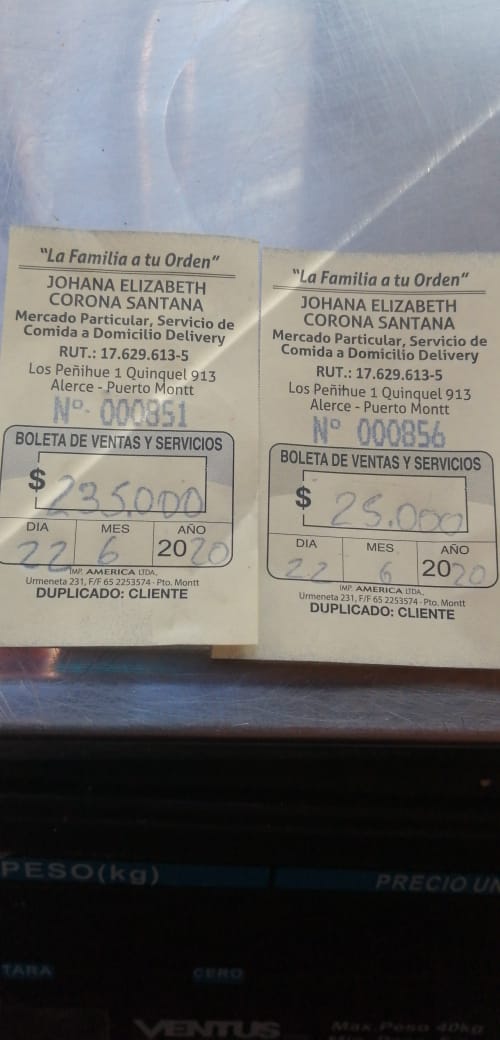 "La Familia a tu Orden"
JOHANA ELIZABETH
CORONA SANTANA
Mercado Particular, Servicio de
Comida a Domicilio Delivery
RUT.: 17.629.613-5
Los Peñihue 1 Quinquel 913
Alerce - Puerto Montt
Nº 000851
BOLETA DE VENTAS Y SERVICIOS
$ 235.000
DIA MES AÑO
22 6 2020
IMP. AMERICA LTDA.
Urmeneta 231, F/F 65 2253574 - Pto. Montt
DUPLICADO: CLIENTE
"La Familia a tu Orden"
JOHANA ELIZABETH
CORONA SANTANA
Mercado Particular, Servicio de
Comida a Domicilio Delivery
RUT.: 17.629.613-5
Los Peñihue 1 Quinquel 913
Alerce - Puerto Montt
Nº 000856
BOLETA DE VENTAS Y SERVICIOS
$ 25.000
DIA MES AÑO
22 6 2020
IMP. AMERICA LTDA.
Urmeneta 231, F/F 65 2253574 - Pto. Montt
DUPLICADO: CLIENTE
PESO(kg) PRECIO UN
TARA CERO
VENTUS Max.Peso 40kg